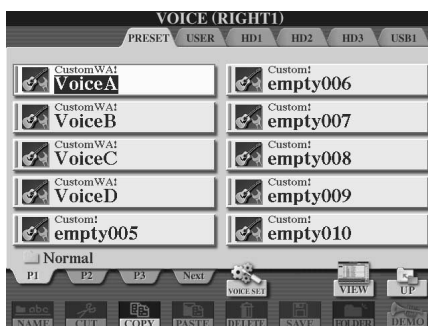 VOICE (RIGHT1)
PRESET USER HD1 HD2 HD3 USB1
CustomWA!
VoiceA
CustomWA!
VoiceB
CustomWA!
VoiceC
CustomWA!
VoiceD
Custom!
empty005
Custom!
empty006
Custom!
empty007
Custom!
empty008
Custom!
empty009
Custom!
empty010
Normal
P1 P2 P3 Next
VOICE SET VIEW UP
abc
NAME CUT COPY PASTE DELETE SAVE FOLDER DEMO